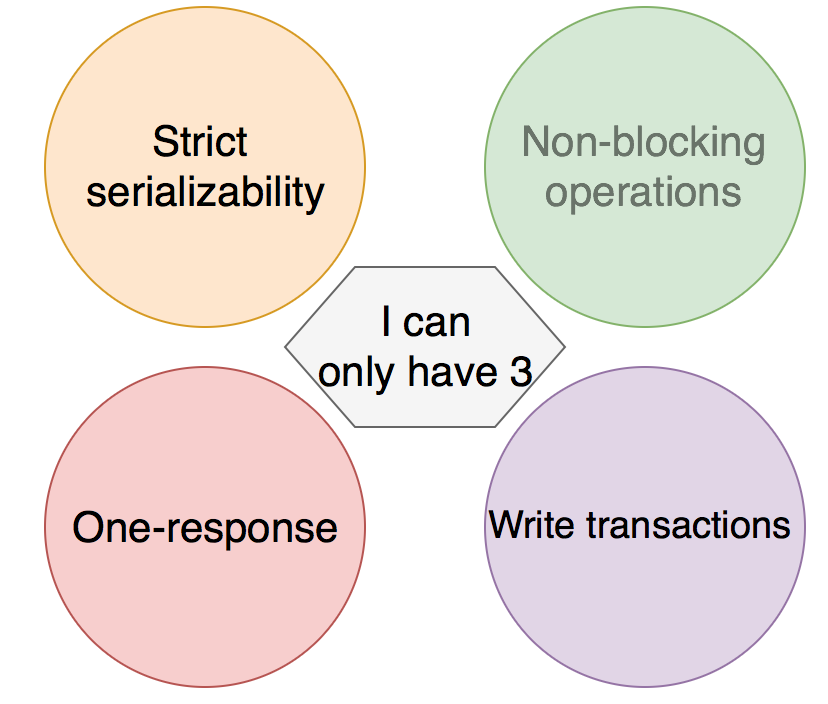 Strict
serializability
Non-blocking
operations
I can
only have 3
One-response
Write transactions